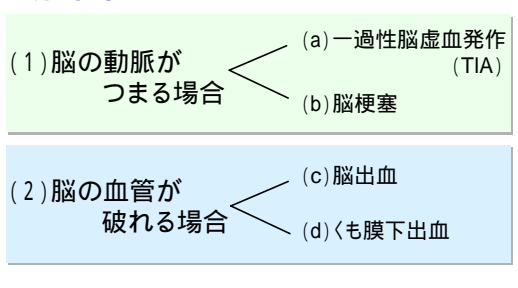 (1)脳の動脈が
つまる場合
(a)一過性脳虚血発作
(TIA)
(b)脳梗塞
(2)脳の血管が
破れる場合
(c)脳出血
(d)くも膜下出血